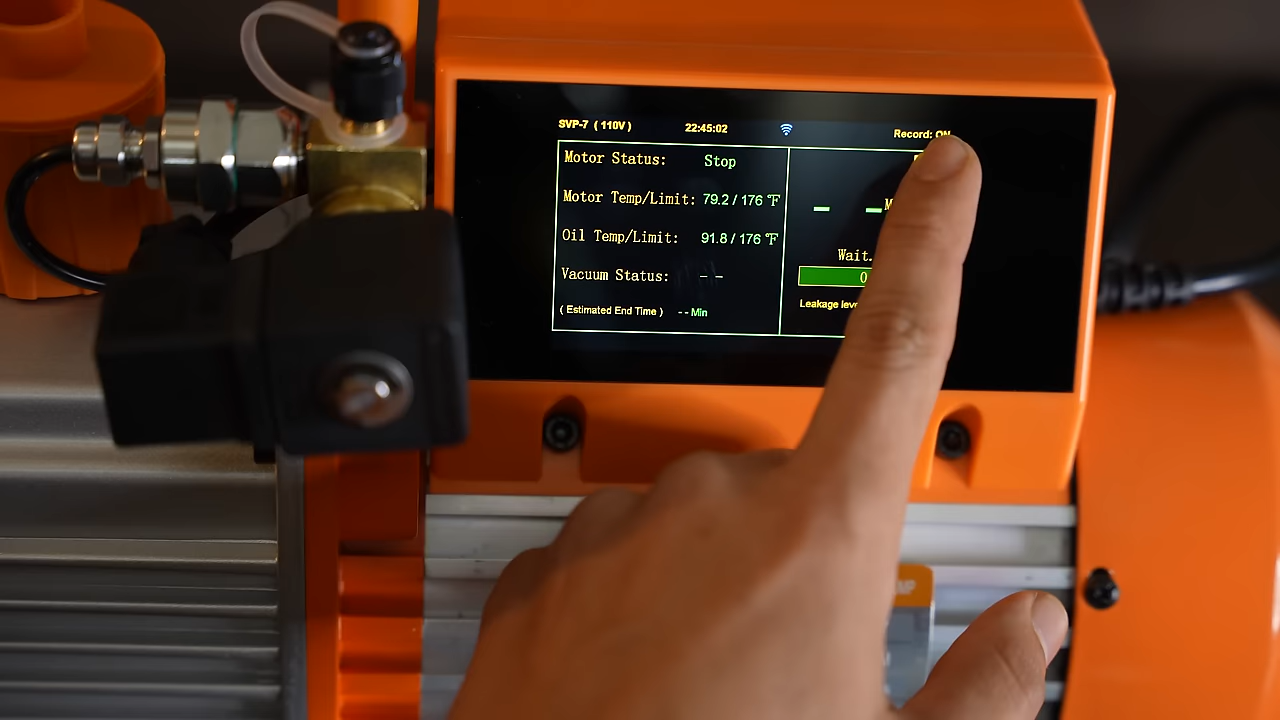 SVP-7 ( 110V ) 22:45:02 Record: ON
Motor Status: Stop
Motor Temp/Limit: 79.2 / 176 ℉
Oil Temp/Limit: 91.8 / 176 ℉
Vacuum Status: – –
( Estimated End Time ) - - Min
– –
Wait.
0
Leakage